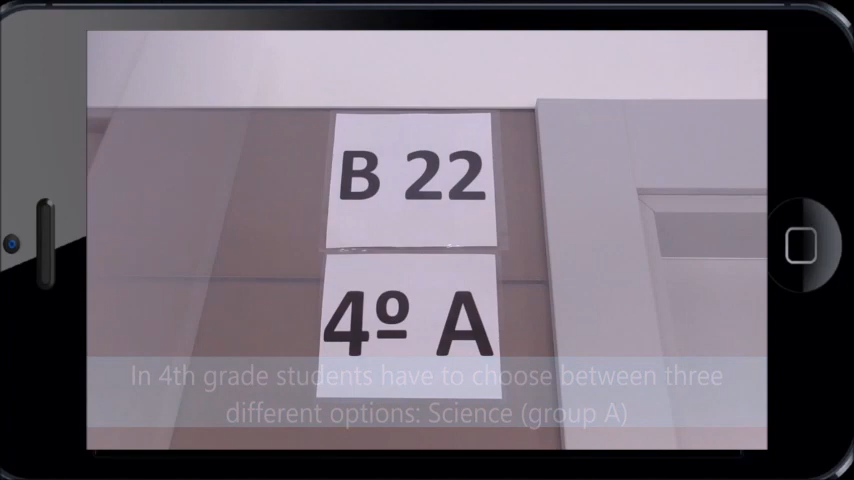 B 22
4º A
In 4th grade students have to choose between three
different options: Science (group A)